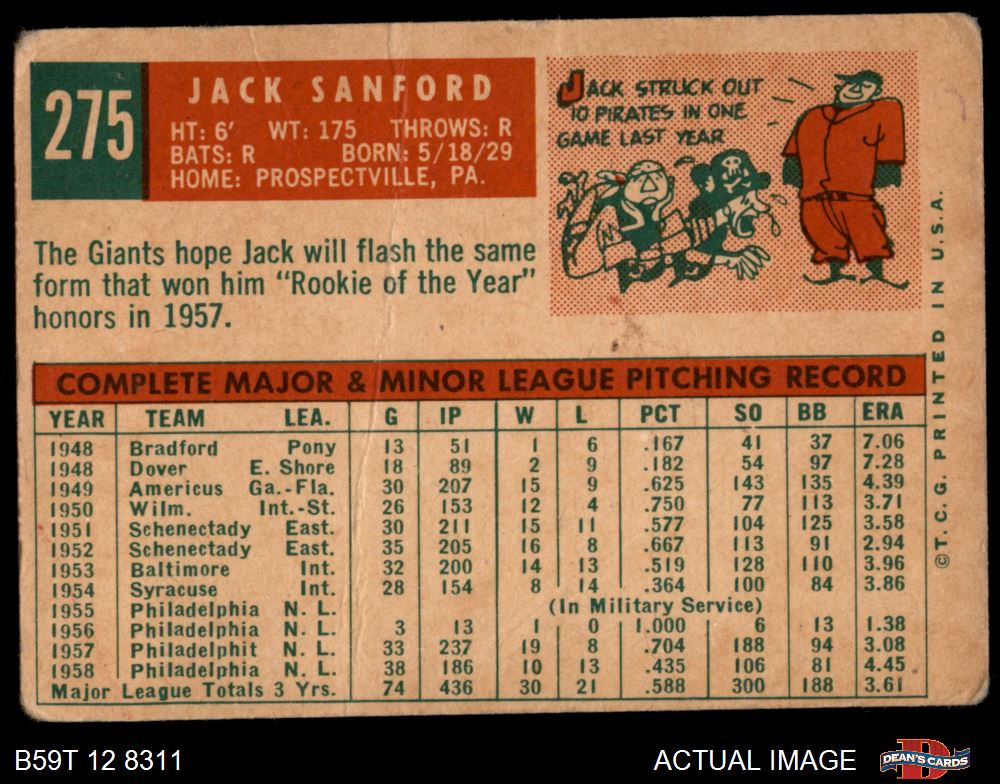 275
JACK SANFORD
HT: 6' WT: 175 THROWS: R
BATS: R BORN: 5/18/29
HOME: PROSPECTVILLE, PA.
JACK STRUCK OUT
10 PIRATES IN ONE
GAME LAST YEAR
The Giants hope Jack will flash the same
form that won him "Rookie of the Year"
honors in 1957.
COMPLETE MAJOR & MINOR LEAGUE PITCHING RECORD
YEAR TEAM LEA. G IP W L PCT SO BB ERA
1948 Bradford Pony 13 51 1 6 .167 41 37 7.06
1948 Dover E. Shore 18 89 2 9 .182 54 97 7.28
1949 Americus Ga.-Fla. 30 207 15 9 .625 143 135 4.39
1950 Wilm. Int.-St. 26 153 12 4 .750 77 113 3.71
1951 Schenectady East. 30 211 15 11 .577 104 125 3.58
1952 Schenectady East. 35 205 16 8 .667 113 91 2.94
1953 Baltimore Int. 32 200 14 13 .519 128 110 3.96
1954 Syracuse Int. 28 154 8 14 .364 100 84 3.86
1955 Philadelphia N. L. (In Military Service)
1956 Philadelphia N. L. 3 13 1 0 1.000 6 13 1.38
1957 Philadelphit N. L. 33 237 19 8 .704 188 94 3.08
1958 Philadelphia N. L. 38 186 10 13 .435 106 81 4.45
Major League Totals 3 Yrs. 74 436 30 21 .588 300 188 3.61
©T.C.G. PRINTED IN U.S.A.
B59T 12 8311
ACTUAL IMAGE
D
DEAN'S CARDS